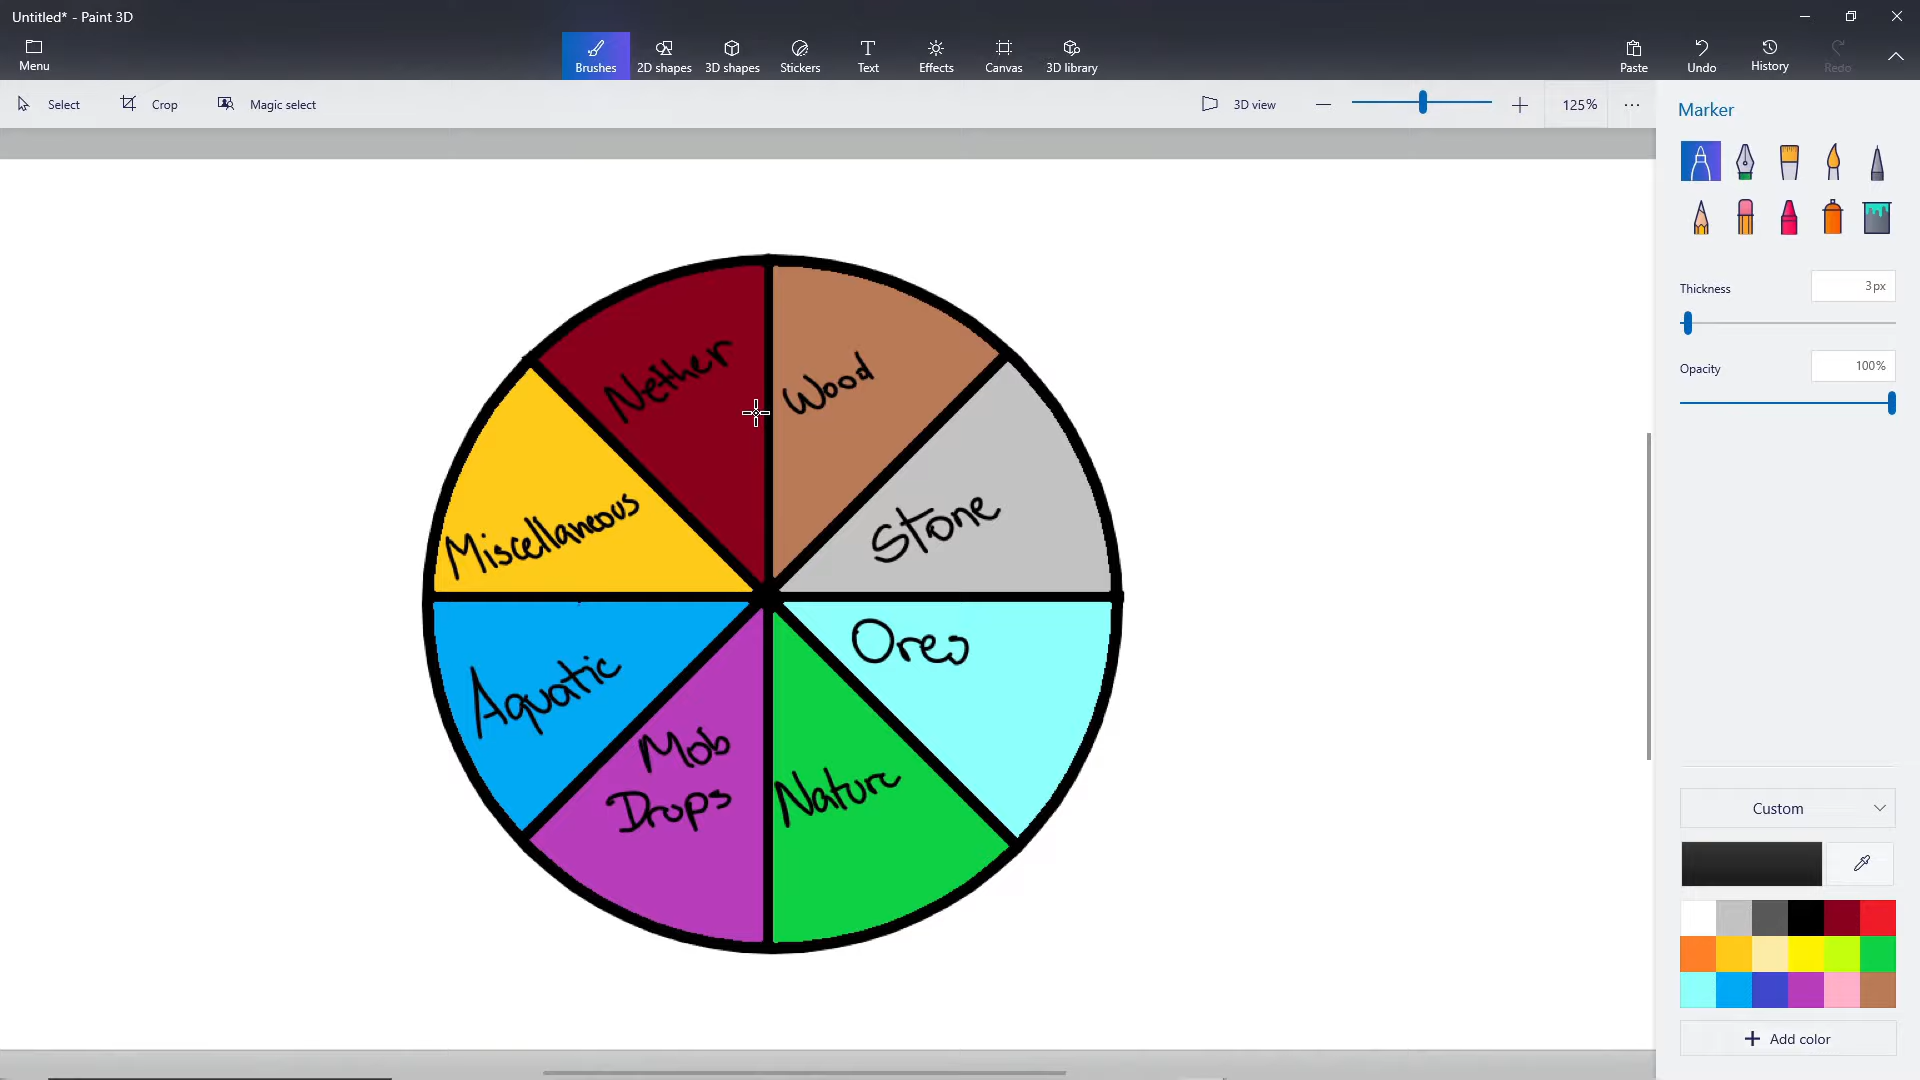 Untitled* - Paint 3D
Menu
Brushes
2D shapes
3D shapes
Stickers
Text
Effects
Canvas
3D library
Paste
Undo
History
Redo
Select
Crop
Magic select
3D view
125%
Marker
Thickness
3px
Opacity
100%
Nether
Wood
Miscellaneous
Stone
Ores
Aquatic
Mob
Drops
Nature
Custom
Add color